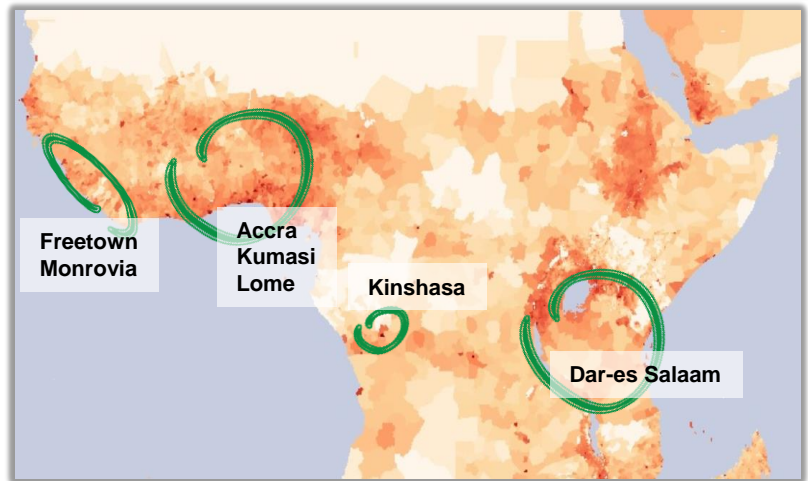 Freetown
Monrovia
Accra
Kumasi
Lome
Kinshasa
Dar-es Salaam